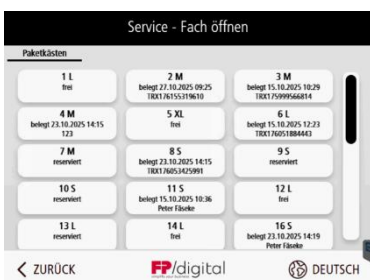 Service - Fach öffnen
Paketkästen
1 L
frei
2 M
belegt 27.10.2025 09:25
TRX176155319610
3 M
belegt 15.10.2025 10:29
TRX175999566814
4 M
belegt 23.10.2025 14:15
123
5 XL
frei
6 L
belegt 15.10.2025 12:23
TRX176051884443
7 M
reserviert
8 S
belegt 23.10.2025 14:15
TRX176053425991
9 S
reserviert
10 S
reserviert
11 S
belegt 15.10.2025 10:36
Peter Fäseke
12 L
frei
13 L
reserviert
14 L
frei
16 S
belegt 23.10.2025 14:19
Peter Fäseke
ZURÜCK
FP/digital
DEUTSCH